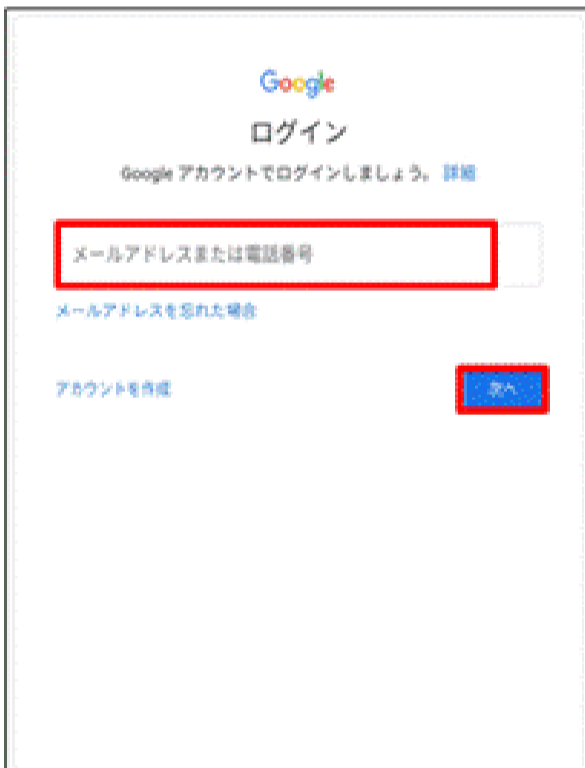 Google
ログイン
Google アカウントでログインしましょう。 詳細
メールアドレスまたは電話番号
メールアドレスを忘れた場合
アカウントを作成
次へ